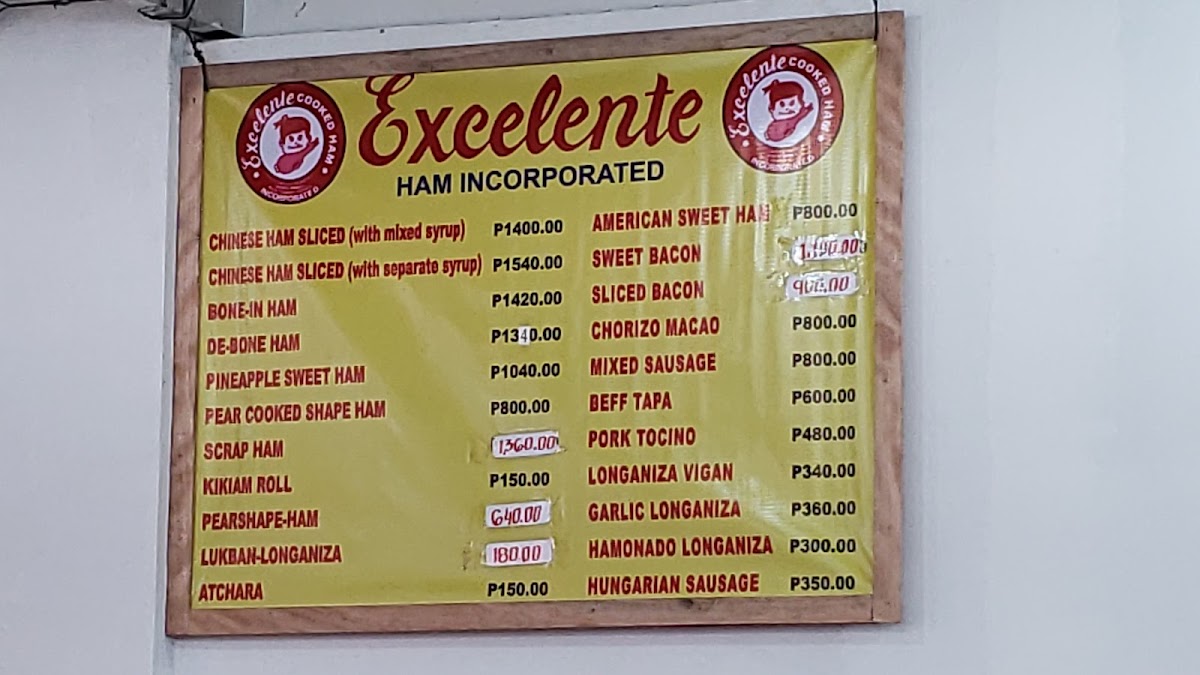 Excelente COOKED HAM
INCORPORATED
Excelente
HAM INCORPORATED
Excelente COOKED HAM
INCORPORATED
CHINESE HAM SLICED (with mixed syrup) P1400.00
CHINESE HAM SLICED (with separate syrup) P1540.00
BONE-IN HAM P1420.00
DE-BONE HAM P1340.00
PINEAPPLE SWEET HAM P1040.00
PEAR COOKED SHAPE HAM P800.00
SCRAP HAM 1,360.00
KIKIAM ROLL P150.00
PEARSHAPE-HAM 640.00
LUKBAN-LONGANIZA 180.00
ATCHARA P150.00
AMERICAN SWEET HAM P800.00
SWEET BACON
SLICED BACON
CHORIZO MACAO P800.00
MIXED SAUSAGE P800.00
BEFF TAPA P600.00
PORK TOCINO P480.00
LONGANIZA VIGAN P340.00
GARLIC LONGANIZA P360.00
HAMONADO LONGANIZA P300.00
HUNGARIAN SAUSAGE P350.00